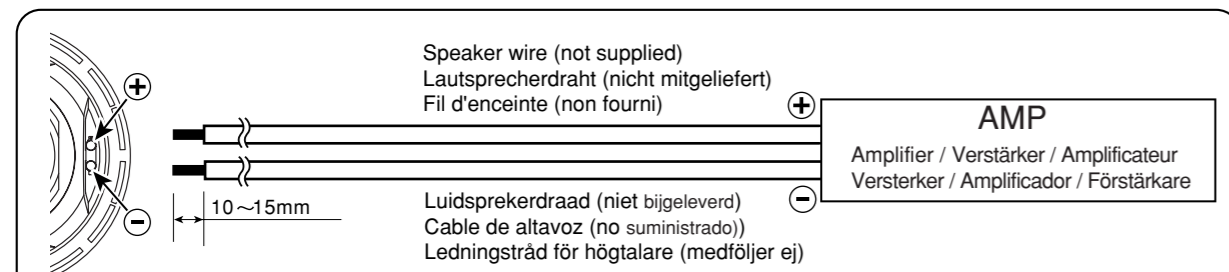 Speaker wire (not supplied)
Lautsprecherdraht (nicht mitgeliefert)
Fil d'enceinte (non fourni)
+
+
AMP
Amplifier / Verstärker / Amplificateur
Versterker / Amplificador / Förstärkare
−
−
10～15mm
Luidsprekerdraad (niet bijgeleverd)
Cable de altavoz (no suministrado))
Ledningstråd för högtalare (medföljer ej)